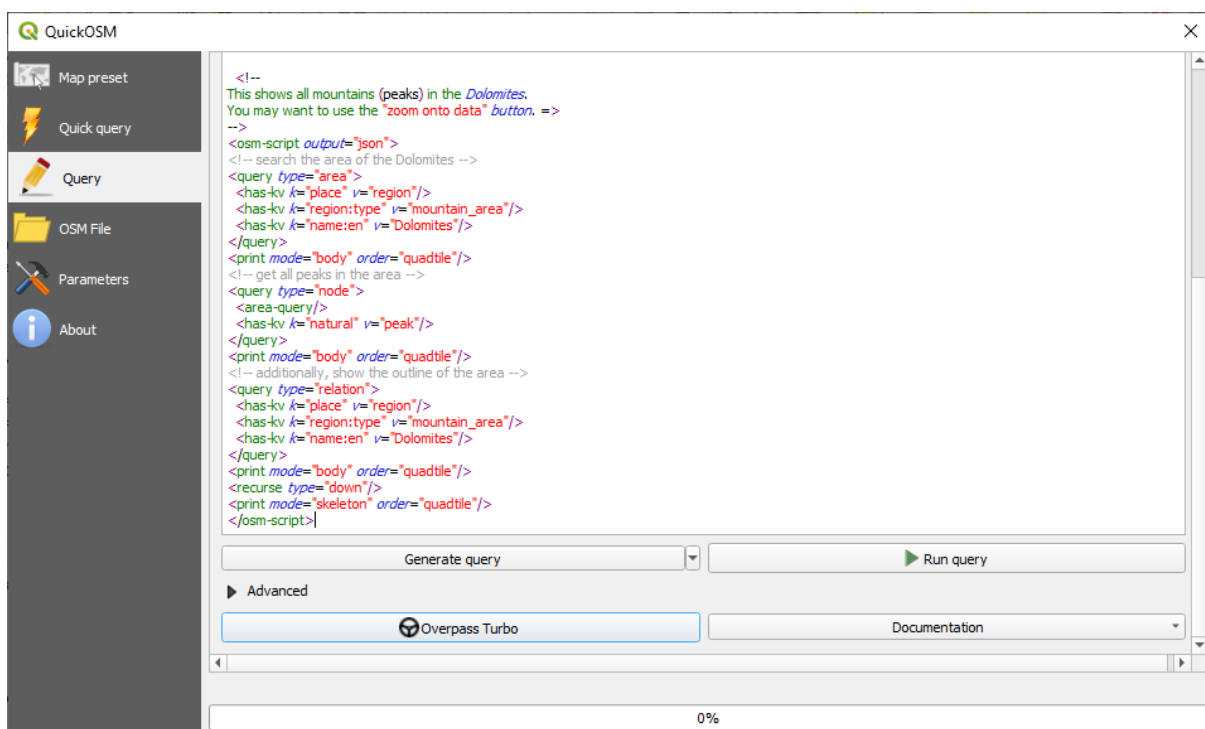 QuickOSM
Map preset
Quick query
Query
OSM File
Parameters
About
<!--
This shows all mountains (peaks) in the Dolomites.
You may want to use the "zoom onto data" button. =>
-->
<osm-script output="json">
<!-- search the area of the Dolomites -->
<query type="area">
<has-kv k="place" v="region"/>
<has-kv k="region:type" v="mountain_area"/>
<has-kv k="name:en" v="Dolomites"/>
</query>
<print mode="body" order="quadtile"/>
<!-- get all peaks in the area -->
<query type="node">
<area-query/>
<has-kv k="natural" v="peak"/>
</query>
<print mode="body" order="quadtile"/>
<!-- additionally, show the outline of the area -->
<query type="relation">
<has-kv k="place" v="region"/>
<has-kv k="region:type" v="mountain_area"/>
<has-kv k="name:en" v="Dolomites"/>
</query>
<print mode="body" order="quadtile"/>
<recurse type="down"/>
<print mode="skeleton" order="quadtile"/>
</osm-script>
Generate query
Run query
Advanced
Overpass Turbo
Documentation
0%